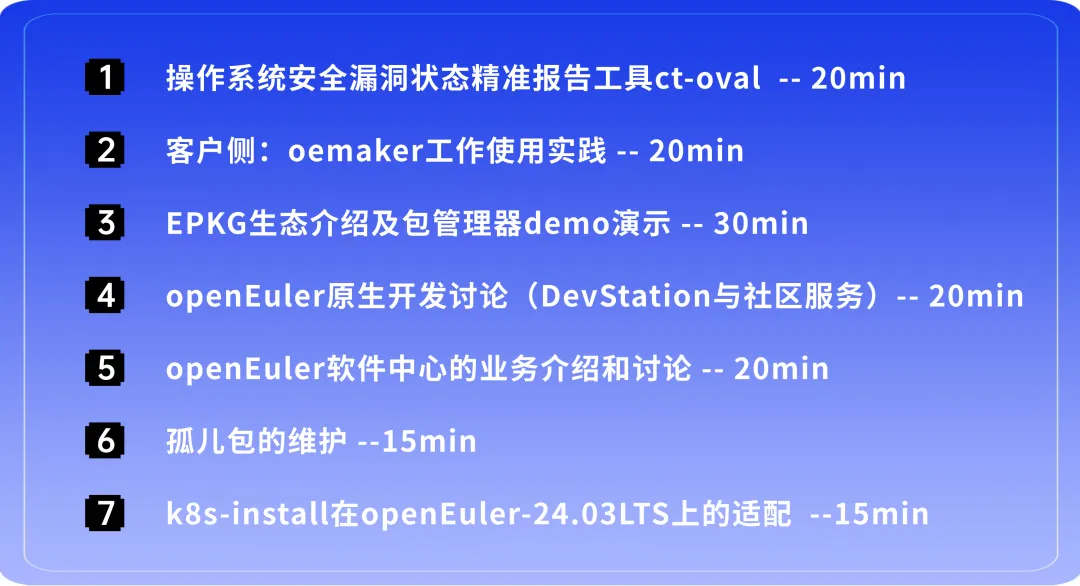 1 操作系统安全漏洞状态精准报告工具ct-oval -- 20min
2 客户侧：oemaker工作使用实践 -- 20min
3 EPKG生态介绍及包管理器demo演示 -- 30min
4 openEuler原生开发讨论（DevStation与社区服务）-- 20min
5 openEuler软件中心的业务介绍和讨论 -- 20min
6 孤儿包的维护 --15min
7 k8s-install在openEuler-24.03LTS上的适配 --15min